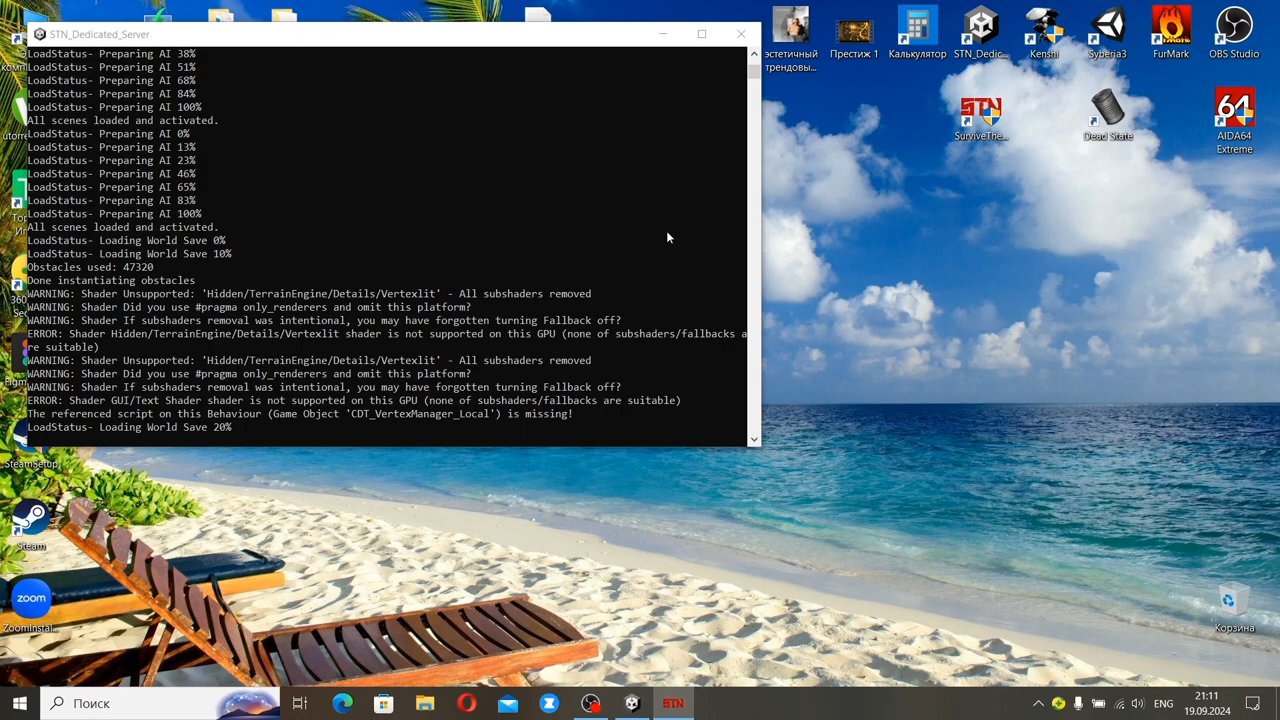 STN_Dedicated_Server
LoadStatus- Preparing AI 38%
LoadStatus- Preparing AI 51%
LoadStatus- Preparing AI 68%
LoadStatus- Preparing AI 84%
LoadStatus- Preparing AI 100%
All scenes loaded and activated.
LoadStatus- Preparing AI 0%
LoadStatus- Preparing AI 13%
LoadStatus- Preparing AI 23%
LoadStatus- Preparing AI 46%
LoadStatus- Preparing AI 65%
LoadStatus- Preparing AI 83%
LoadStatus- Preparing AI 100%
All scenes loaded and activated.
LoadStatus- Loading World Save 0%
LoadStatus- Loading World Save 10%
Obstacles used: 47320
Done instantiating obstacles
WARNING: Shader Unsupported: 'Hidden/TerrainEngine/Details/Vertexlit' - All subshaders removed
WARNING: Shader Did you use #pragma only_renderers and omit this platform?
WARNING: Shader If subshaders removal was intentional, you may have forgotten turning Fallback off?
ERROR: Shader Hidden/TerrainEngine/Details/Vertexlit shader is not supported on this GPU (none of subshaders/fallbacks a
re suitable)
WARNING: Shader Unsupported: 'Hidden/TerrainEngine/Details/Vertexlit' - All subshaders removed
WARNING: Shader Did you use #pragma only_renderers and omit this platform?
WARNING: Shader If subshaders removal was intentional, you may have forgotten turning Fallback off?
ERROR: Shader GUI/Text Shader shader is not supported on this GPU (none of subshaders/fallbacks are suitable)
The referenced script on this Behaviour (Game Object 'CDT_VertexManager_Local') is missing!
LoadStatus- Loading World Save 20%
эстетичный
трендовы...
Престиж 1
Калькулятор
STN_Dedic...
Kenshi
Syberia3
FurMark
OBS Studio
STN
SurviveThe...
Dead State
64
AIDA64
Extreme
SteamSetup
Steam
zoom
ZoomInstal...
Корзина
Поиск
STN
ENG
21:11
19.09.2024